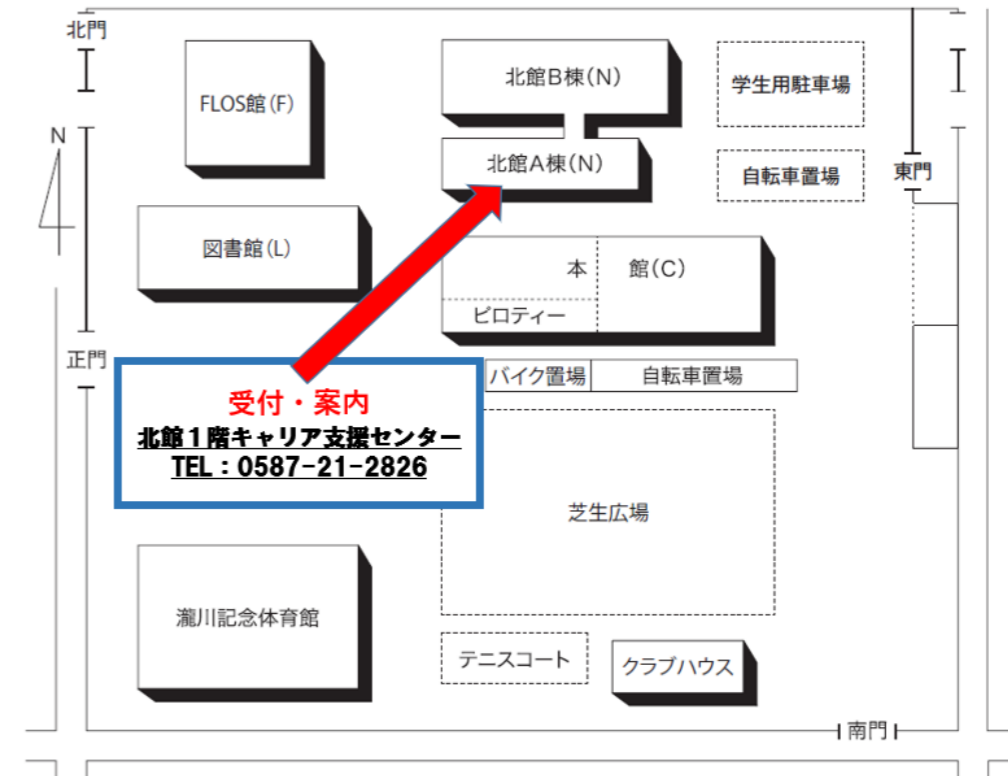 北門
FLOS館(F)
北館B棟(N)
学生用駐車場
N
北館A棟(N)
自転車置場
東門
図書館(L)
本 館(C)
ピロティー
正門
バイク置場
自転車置場
受付・案内
北館1階キャリア支援センター
TEL:0587-21-2826
芝生広場
瀧川記念体育館
テニスコート
クラブハウス
南門